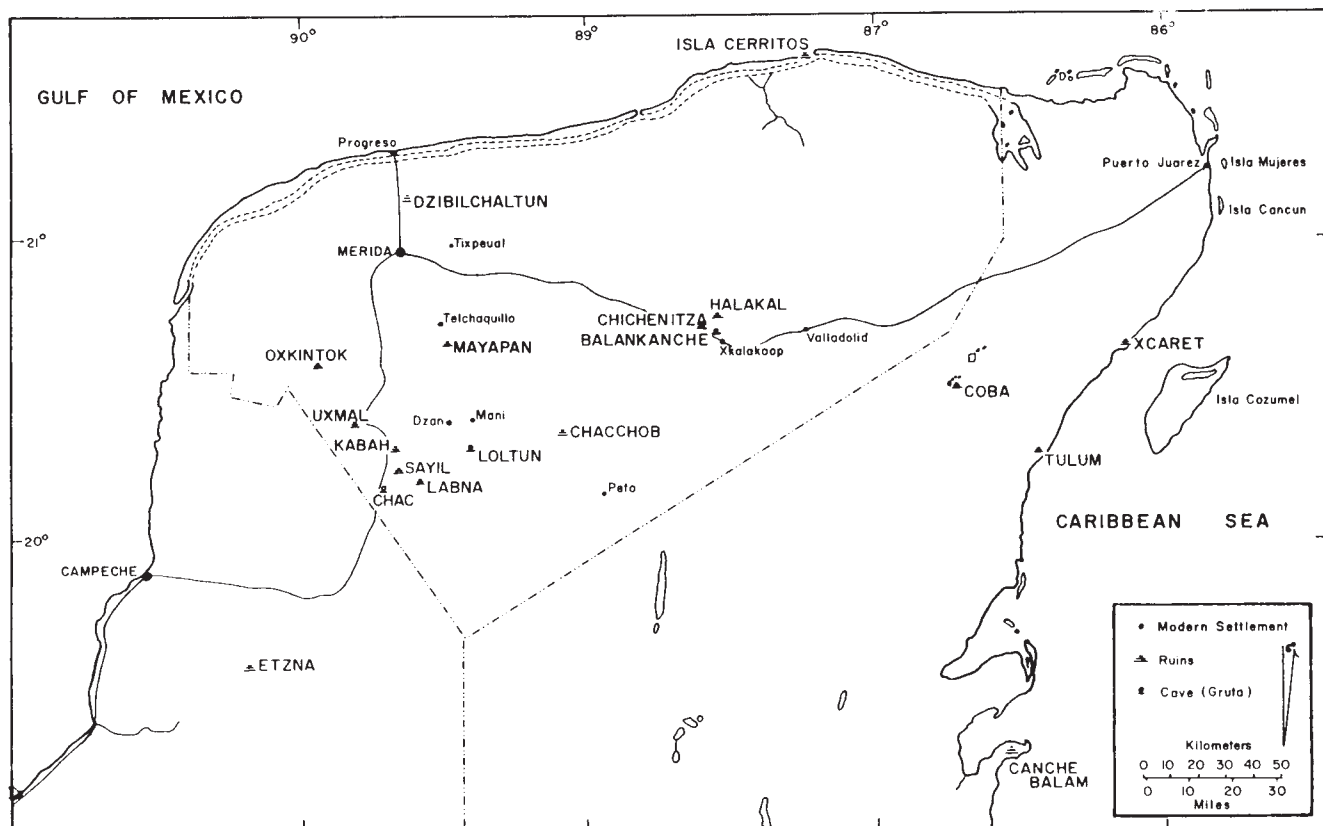 90°
89°
87°
86°
ISLA CERRITOS
GULF OF MEXICO
Progreso
Puerto Juarez
Isla Mujeres
DZIBILCHALTUN
Isla Cancun
21°
MERIDA
Tixpeual
HALAKAL
Telchaquillo
CHICHENITZA
MAYAPAN
BALANKANCHE
Xkalakoop
Valladolid
OXKINTOK
XCARET
COBA
Isla Cozumel
UXMAL
Dzan
Mani
CHACCHOB
KABAH
LOLTUN
TULUM
SAYIL
LABNA
CHAC
Peto
CARIBBEAN SEA
20°
CAMPECHE
ETZNA
CANCHE
BALAM
Modern Settlement
Ruins
Cave (Gruta)
Kilometers
0 10 20 30 40 50
0 10 20 30
Miles